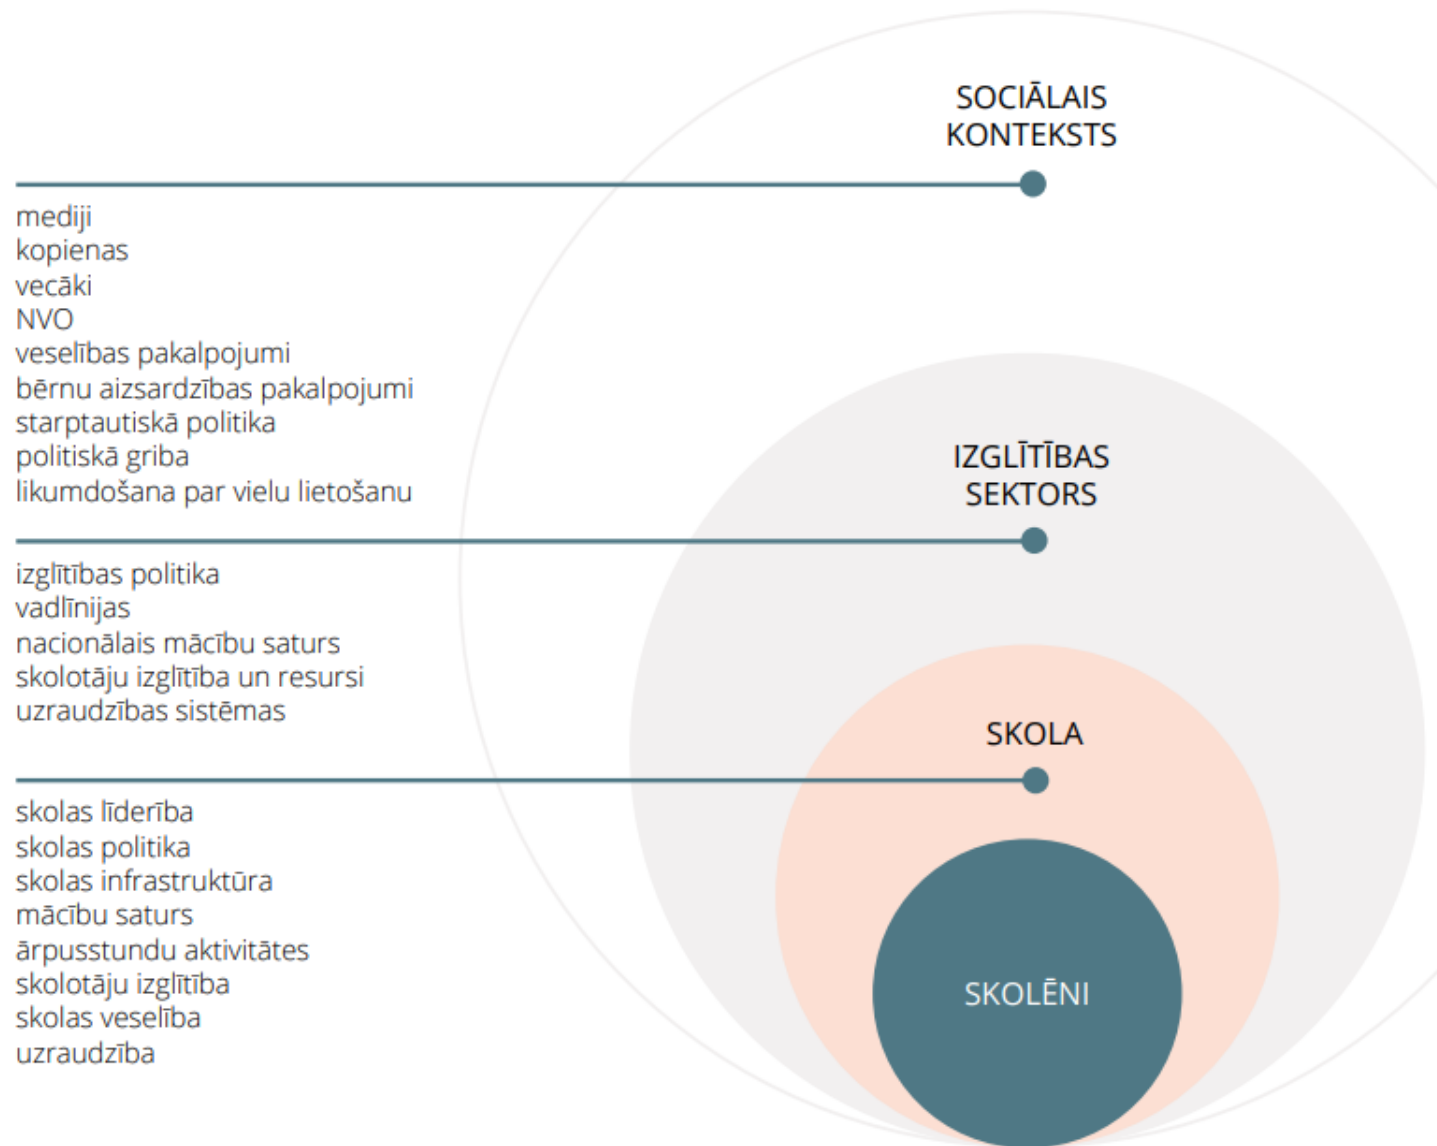 SOCIĀLAIS
KONTEKSTS
mediji
kopienas
vecāki
NVO
veselības pakalpojumi
bērnu aizsardzības pakalpojumi
starptautiskā politika
politiskā griba
likumdošana par vielu lietošanu
IZGLĪTĪBAS
SEKTORS
izglītības politika
vadlīnijas
nacionālais mācību saturs
skolotāju izglītība un resursi
uzraudzības sistēmas
SKOLA
skolas līderība
skolas politika
skolas infrastruktūra
mācību saturs
ārpusstundu aktivitātes
skolotāju izglītība
skolas veselība
uzraudzība
SKOLĒNI